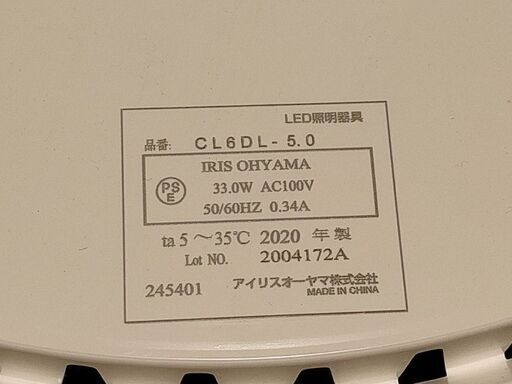 LED照明器具
品番: CL6DL-5.0
IRIS OHYAMA
PS E 33.0W AC100V
50/60HZ 0.34A
ta 5～35℃ 2020 年製
Lot NO. 2004172A
245401 アイリスオーヤマ株式会社
MADE IN CHINA